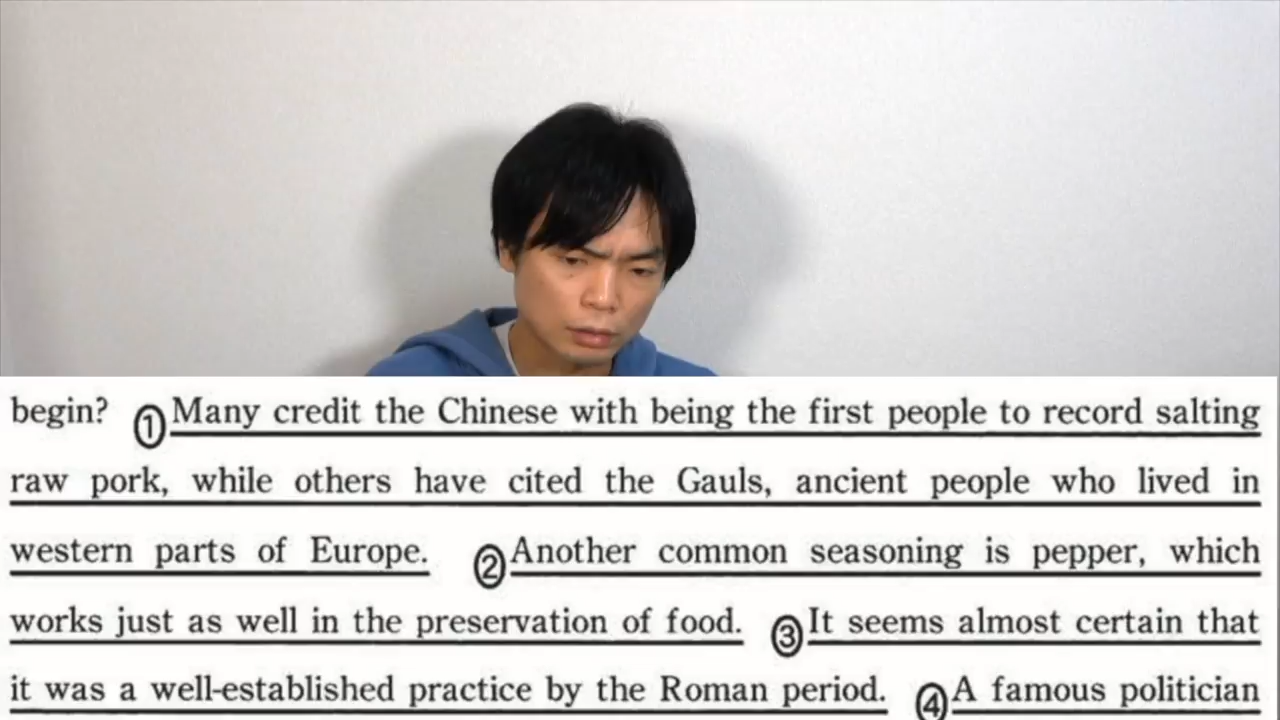 begin? ①Many credit the Chinese with being the first people to record salting
raw pork, while others have cited the Gauls, ancient people who lived in
western parts of Europe. ②Another common seasoning is pepper, which
works just as well in the preservation of food. ③It seems almost certain that
it was a well-established practice by the Roman period. ④A famous politician